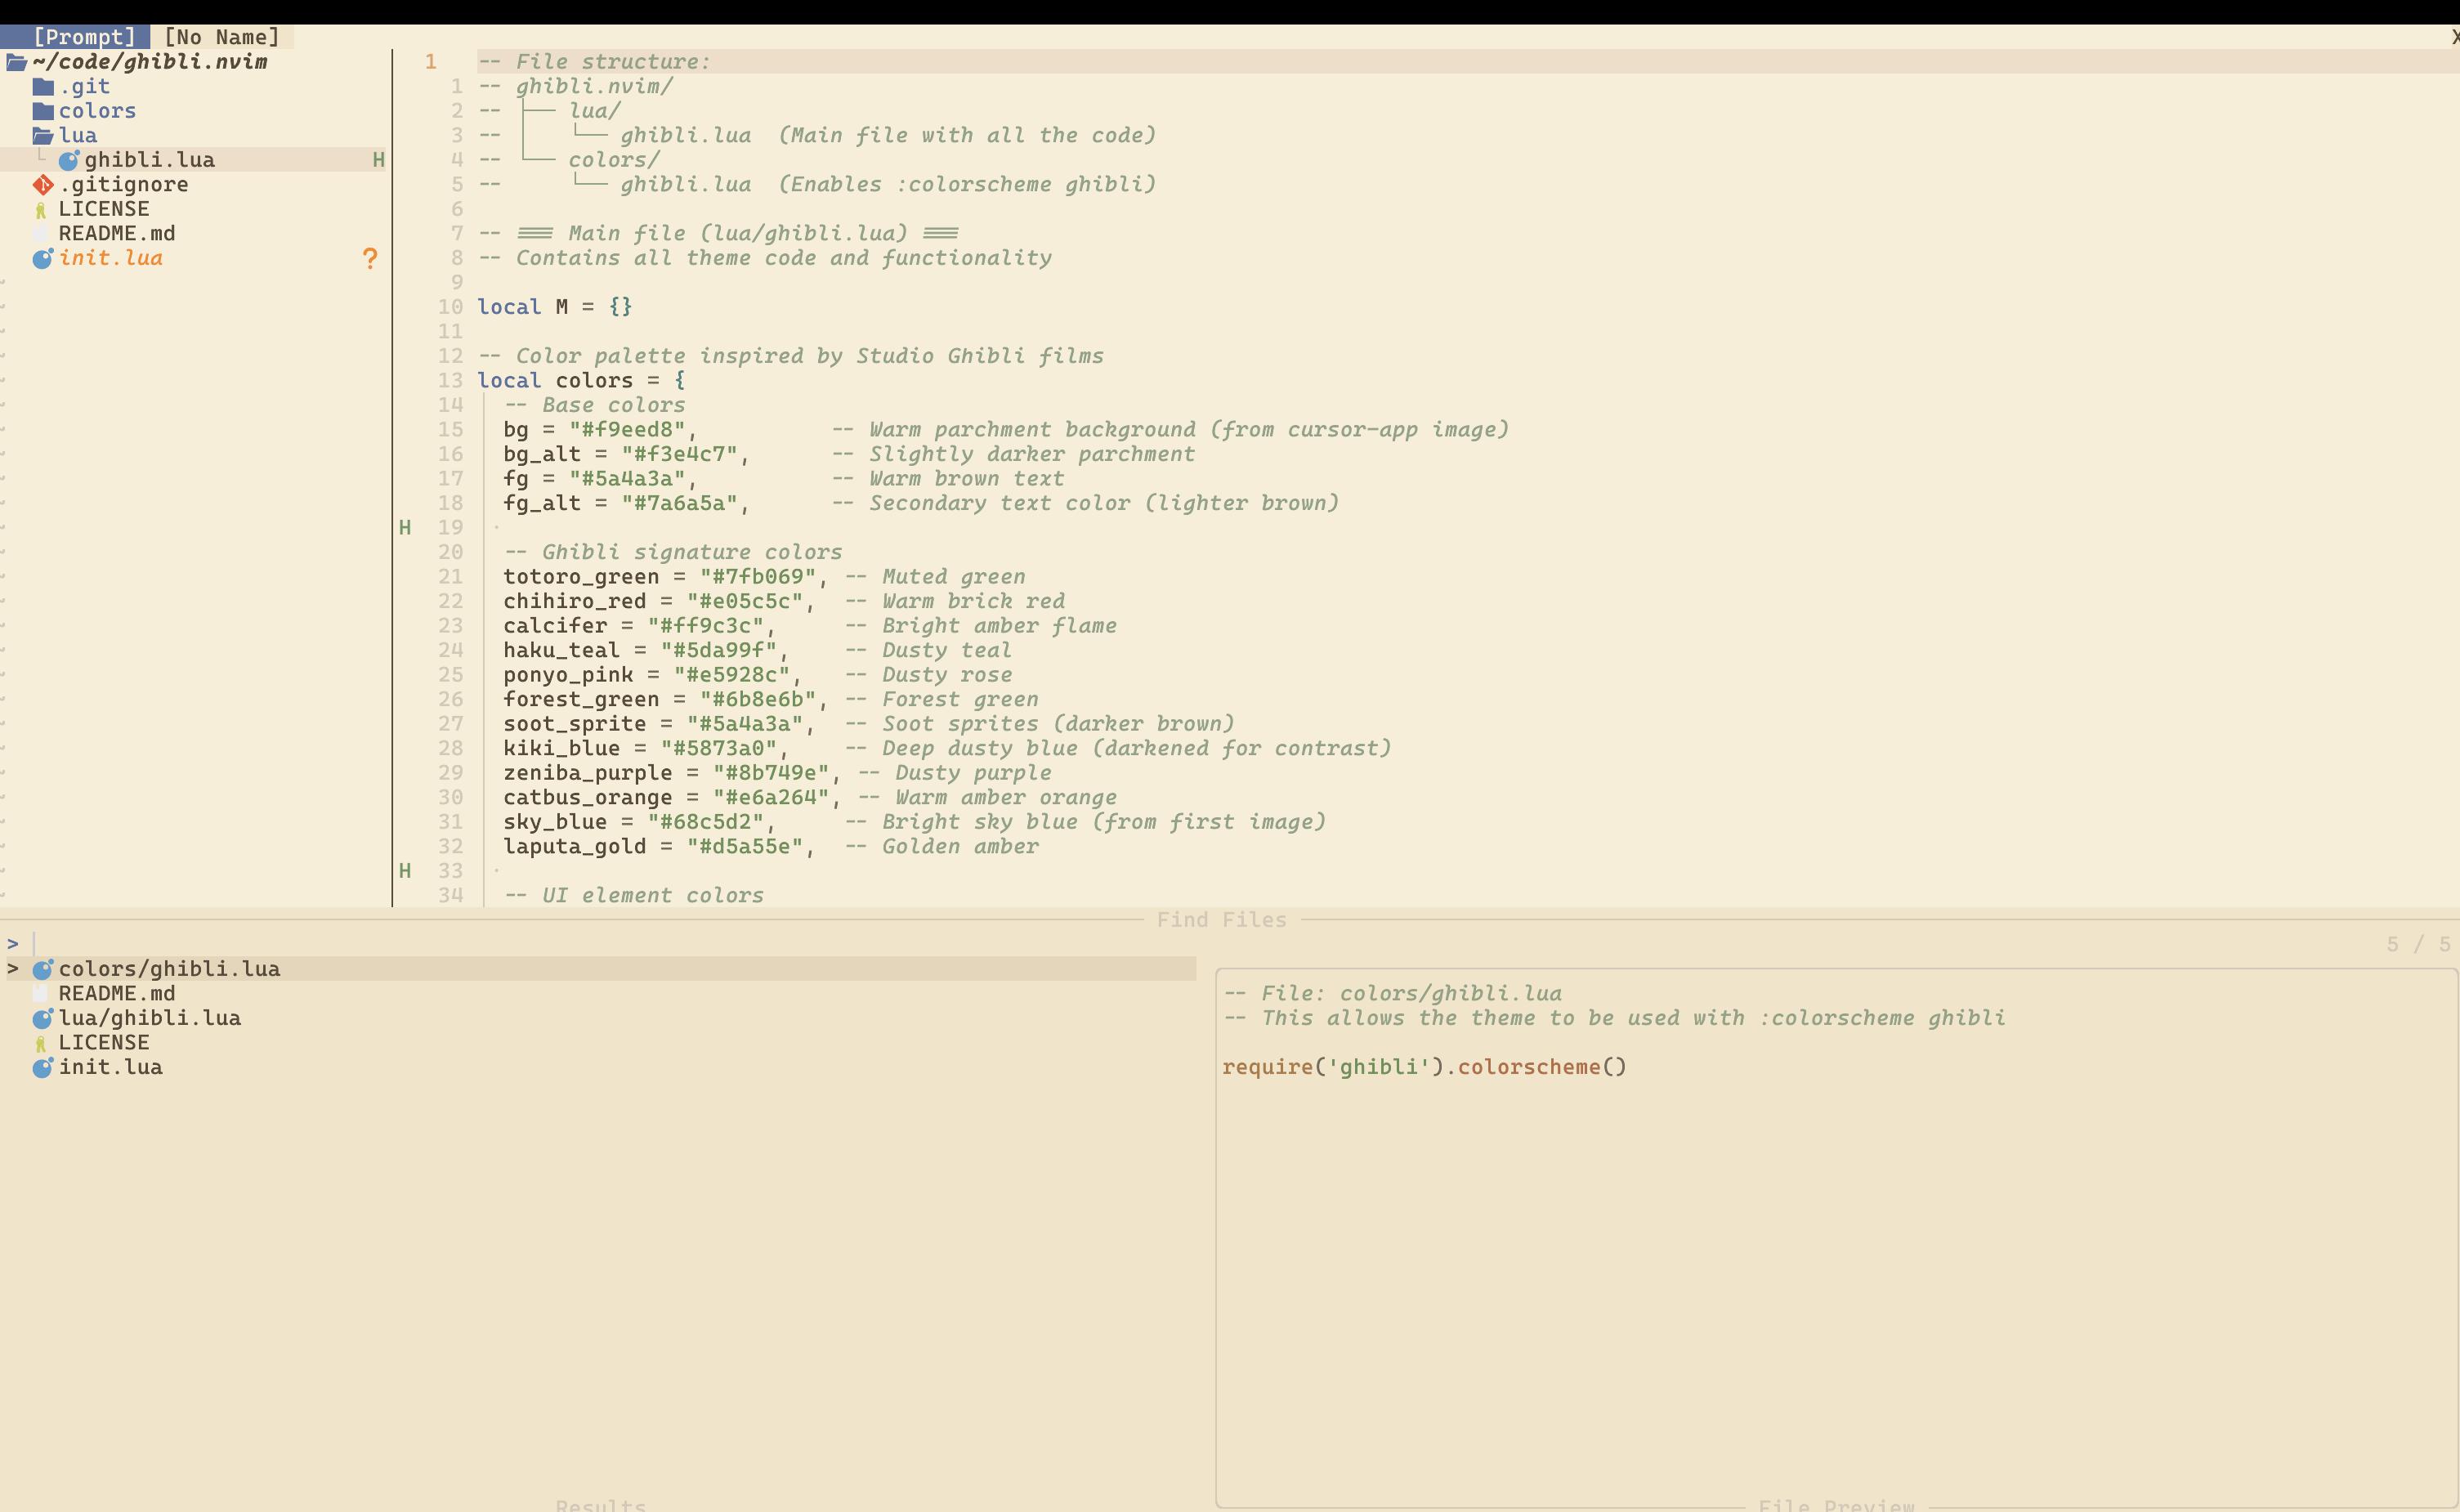 [Prompt] [No Name] X
~/code/ghibli.nvim
.git
colors
lua
ghibli.lua H
.gitignore
LICENSE
README.md
init.lua ?
1 -- File structure:
1 -- ghibli.nvim/
2 -- ├── lua/
3 -- │   └── ghibli.lua  (Main file with all the code)
4 -- └── colors/
5 --     └── ghibli.lua  (Enables :colorscheme ghibli)
6
7 -- === Main file (lua/ghibli.lua) ===
8 -- Contains all theme code and functionality
9
10 local M = {}
11
12 -- Color palette inspired by Studio Ghibli films
13 local colors = {
14 -- Base colors
15 bg = "#f9eed8", -- Warm parchment background (from cursor-app image)
16 bg_alt = "#f3e4c7", -- Slightly darker parchment
17 fg = "#5a4a3a", -- Warm brown text
18 fg_alt = "#7a6a5a", -- Secondary text color (lighter brown)
H 19 ·
20 -- Ghibli signature colors
21 totoro_green = "#7fb069", -- Muted green
22 chihiro_red = "#e05c5c", -- Warm brick red
23 calcifer = "#ff9c3c", -- Bright amber flame
24 haku_teal = "#5da99f", -- Dusty teal
25 ponyo_pink = "#e5928c", -- Dusty rose
26 forest_green = "#6b8e6b", -- Forest green
27 soot_sprite = "#5a4a3a", -- Soot sprites (darker brown)
28 kiki_blue = "#5873a0", -- Deep dusty blue (darkened for contrast)
29 zeniba_purple = "#8b749e", -- Dusty purple
30 catbus_orange = "#e6a264", -- Warm amber orange
31 sky_blue = "#68c5d2", -- Bright sky blue (from first image)
32 laputa_gold = "#d5a55e", -- Golden amber
H 33 ·
34 -- UI element colors
Find Files
> 5 / 5
> colors/ghibli.lua
README.md
lua/ghibli.lua
LICENSE
init.lua
-- File: colors/ghibli.lua
-- This allows the theme to be used with :colorscheme ghibli
require('ghibli').colorscheme()
Results
File Preview